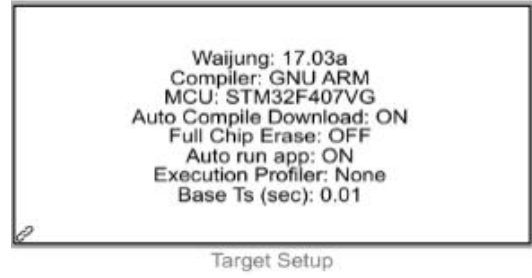 Waijung: 17.03a
Compiler: GNU ARM
MCU: STM32F407VG
Auto Compile Download: ON
Full Chip Erase: OFF
Auto run app: ON
Execution Profiler: None
Base Ts (sec): 0.01
Target Setup